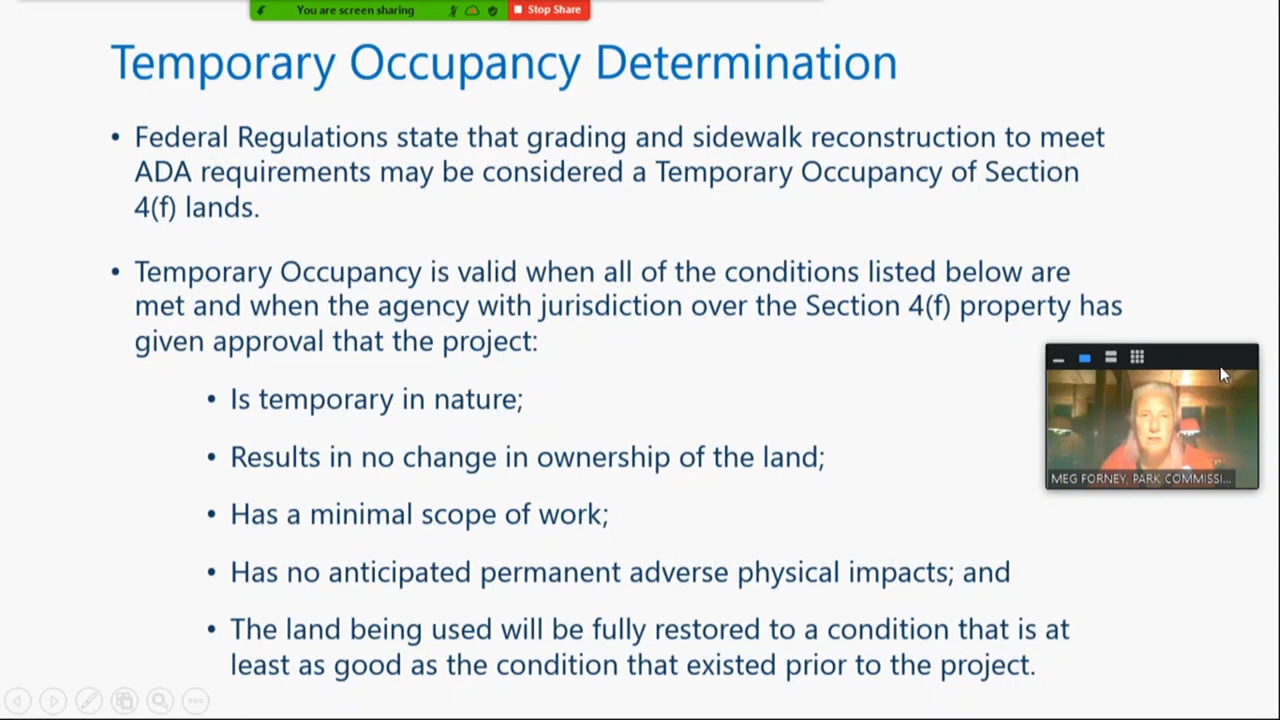 You are screen sharing
Stop Share
Temporary Occupancy Determination
• Federal Regulations state that grading and sidewalk reconstruction to meet
ADA requirements may be considered a Temporary Occupancy of Section
4(f) lands.
• Temporary Occupancy is valid when all of the conditions listed below are
met and when the agency with jurisdiction over the Section 4(f) property has
given approval that the project:
• Is temporary in nature;
• Results in no change in ownership of the land;
• Has a minimal scope of work;
• Has no anticipated permanent adverse physical impacts; and
• The land being used will be fully restored to a condition that is at
least as good as the condition that existed prior to the project.
MEG FORNEY, PARK COMMISSI...